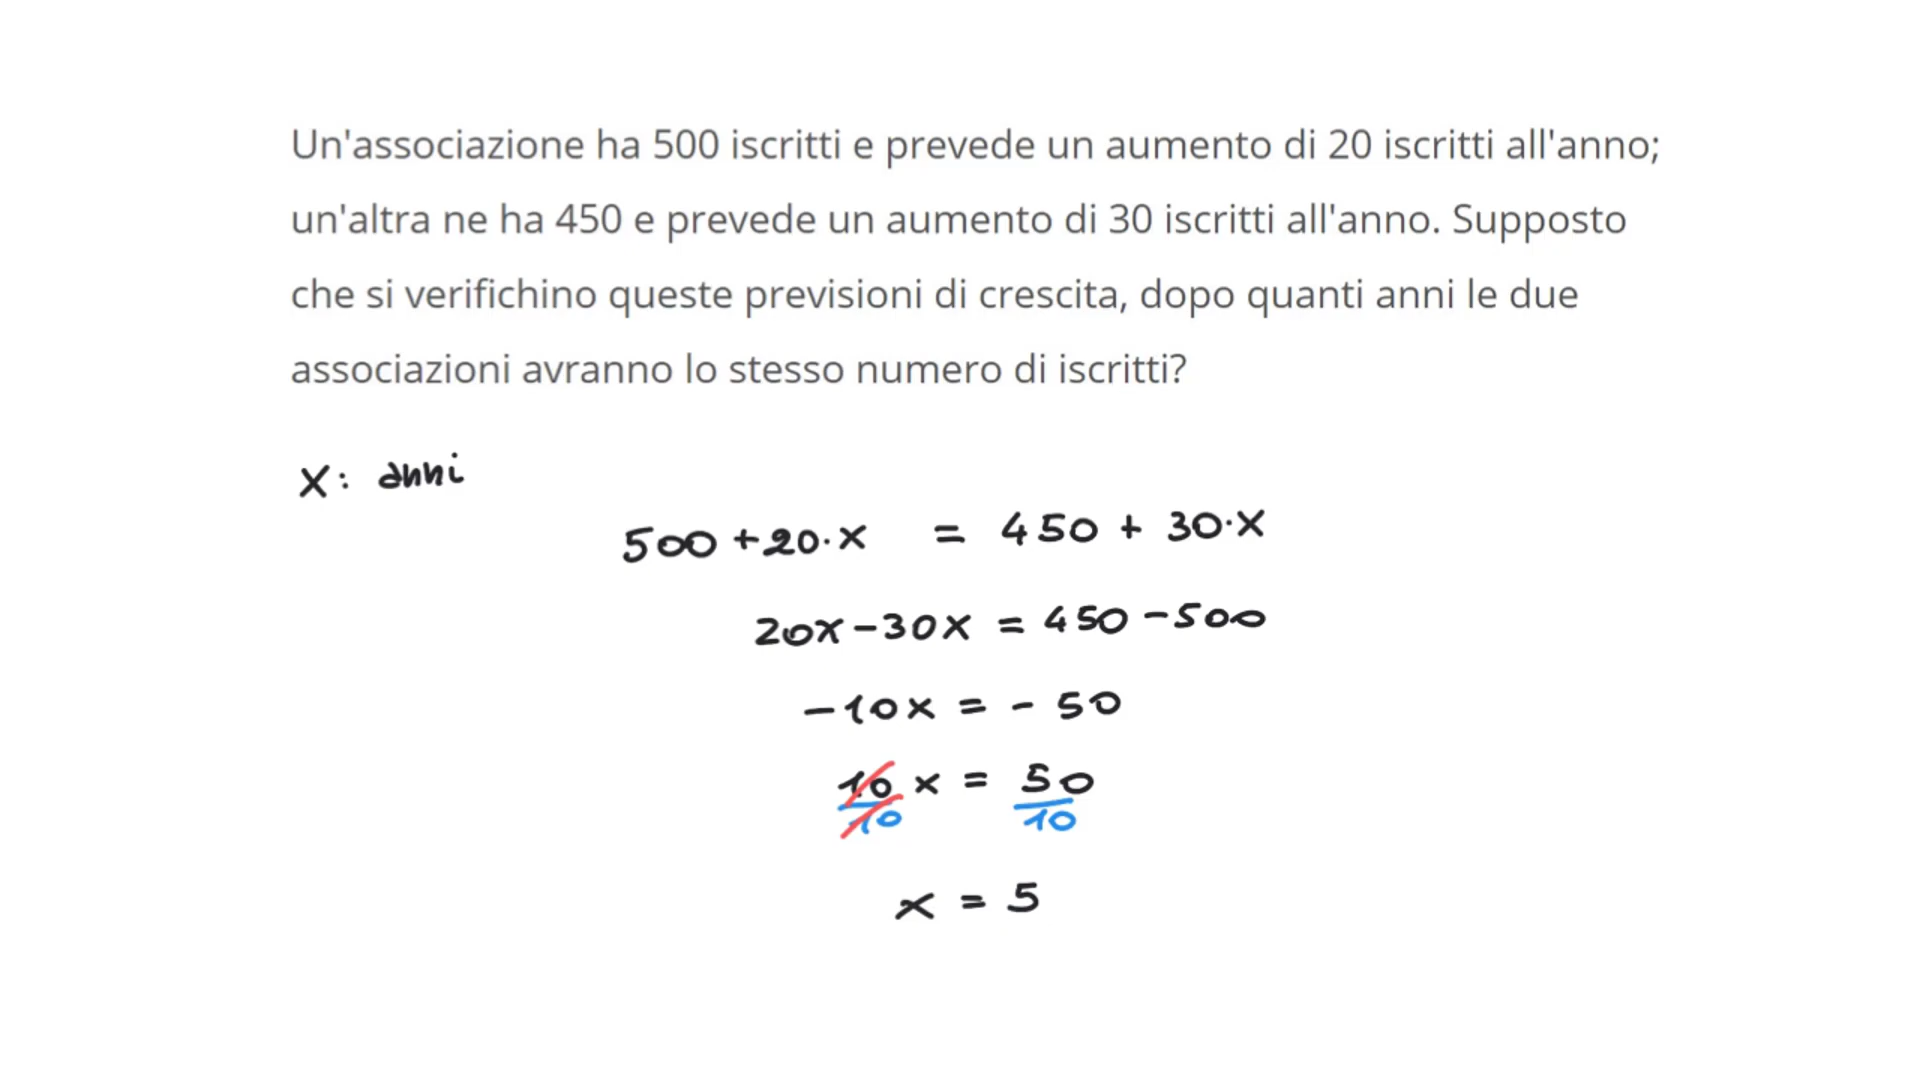 Un'associazione ha 500 iscritti e prevede un aumento di 20 iscritti all'anno;
un'altra ne ha 450 e prevede un aumento di 30 iscritti all'anno. Supposto
che si verifichino queste previsioni di crescita, dopo quanti anni le due
associazioni avranno lo stesso numero di iscritti?
X: anni
500 +20·X = 450 + 30·X
20x-30x = 450-500
-10x = - 50
10 x = 50
10 10
x = 5